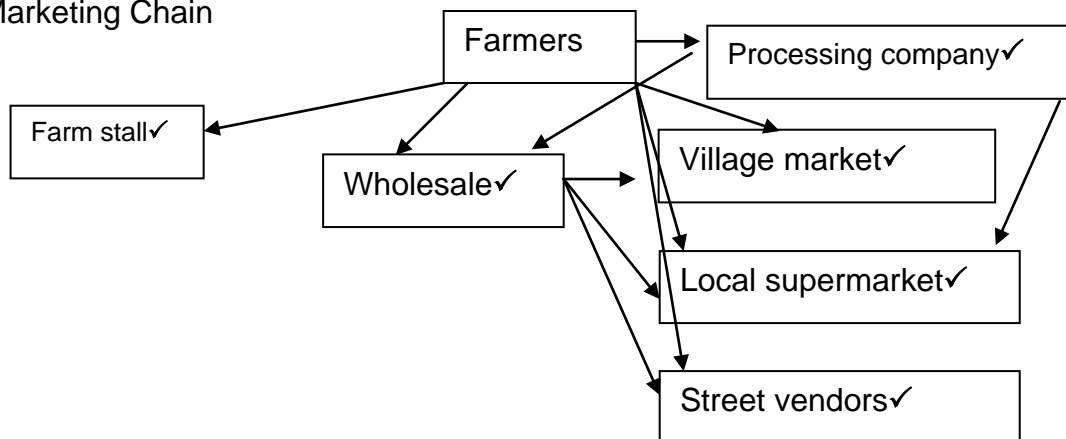 Marketing Chain
Farmers
Processing company✓
Farm stall✓
Village market✓
Wholesale✓
Local supermarket✓
Street vendors✓